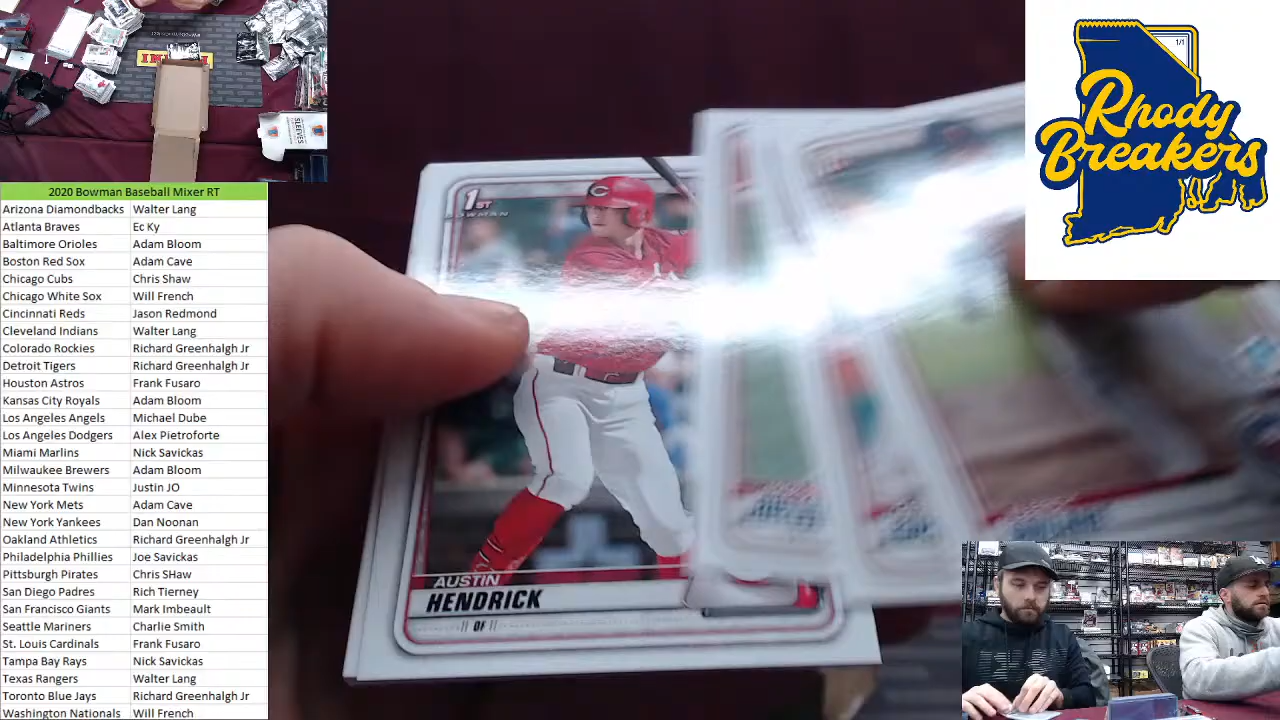 2020 Bowman Baseball Mixer RT
Arizona Diamondbacks Walter Lang
Atlanta Braves Ec Ky
Baltimore Orioles Adam Bloom
Boston Red Sox Adam Cave
Chicago Cubs Chris Shaw
Chicago White Sox Will French
Cincinnati Reds Jason Redmond
Cleveland Indians Walter Lang
Colorado Rockies Richard Greenhalgh Jr
Detroit Tigers Richard Greenhalgh Jr
Houston Astros Frank Fusaro
Kansas City Royals Adam Bloom
Los Angeles Angels Michael Dube
Los Angeles Dodgers Alex Pietroforte
Miami Marlins Nick Savickas
Milwaukee Brewers Adam Bloom
Minnesota Twins Justin JO
New York Mets Adam Cave
New York Yankees Dan Noonan
Oakland Athletics Richard Greenhalgh Jr
Philadelphia Phillies Joe Savickas
Pittsburgh Pirates Chris SHaw
San Diego Padres Rich Tierney
San Francisco Giants Mark Imbeault
Seattle Mariners Charlie Smith
St. Louis Cardinals Frank Fusaro
Tampa Bay Rays Nick Savickas
Texas Rangers Walter Lang
Toronto Blue Jays Richard Greenhalgh Jr
Washington Nationals Will French
SLEEVES
1ST
BOWMAN
C
AUSTIN
HENDRICK
OF
1/1
Rhody
Breakers